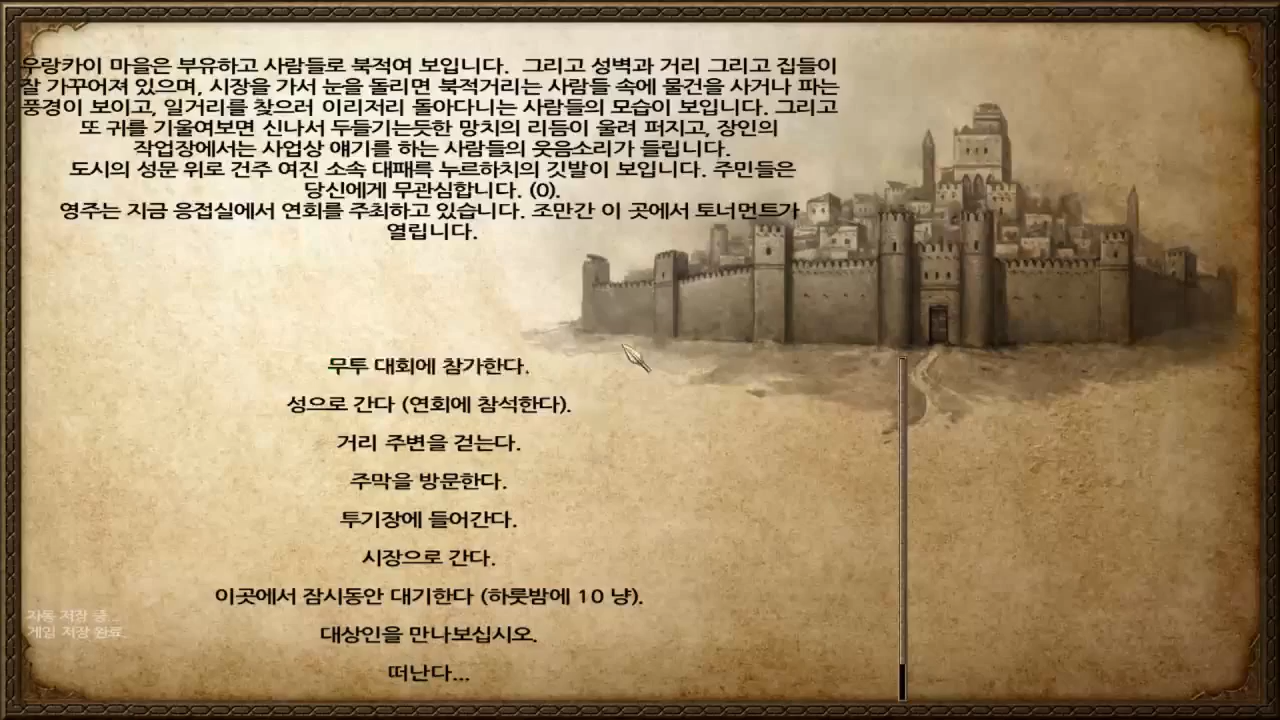 우랑카이 마을은 부유하고 사람들로 북적여 보입니다. 그리고 성벽과 거리 그리고 집들이
잘 가꾸어져 있으며, 시장을 가서 눈을 돌리면 북적거리는 사람들 속에 물건을 사거나 파는
풍경이 보이고, 일거리를 찾으러 이리저리 돌아다니는 사람들의 모습이 보입니다. 그리고
또 귀를 기울여보면 신나서 두들기는듯한 망치의 리듬이 울려 퍼지고, 장인의
작업장에서는 사업상 얘기를 하는 사람들의 웃음소리가 들립니다.
도시의 성문 위로 건주 여진 소속 대패륵 누르하치의 깃발이 보입니다. 주민들은
당신에게 무관심합니다. (0).
영주는 지금 응접실에서 연회를 주최하고 있습니다. 조만간 이 곳에서 토너먼트가
열립니다.
무투 대회에 참가한다.
성으로 간다 (연회에 참석한다).
거리 주변을 걷는다.
주막을 방문한다.
투기장에 들어간다.
시장으로 간다.
이곳에서 잠시동안 대기한다 (하룻밤에 10 냥).
자동 저장 중...
게임 저장 완료.
대상인을 만나보십시오.
떠난다...